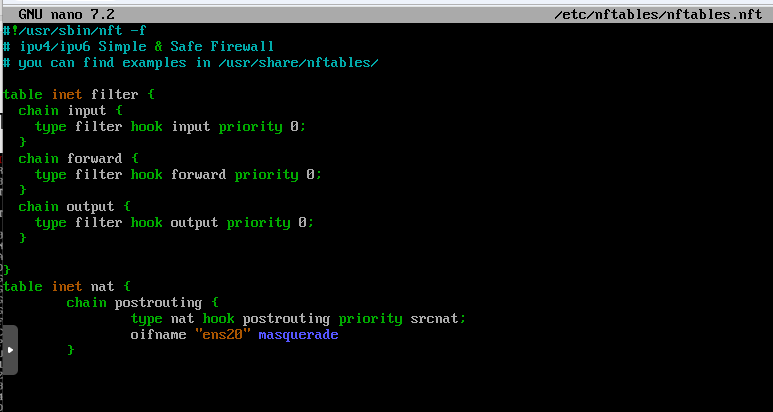 GNU nano 7.2 /etc/nftables/nftables.nft
#!/usr/sbin/nft -f
# ipv4/ipv6 Simple & Safe Firewall
# you can find examples in /usr/share/nftables/
table inet filter {
  chain input {
    type filter hook input priority 0;
  }
  chain forward {
    type filter hook forward priority 0;
  }
  chain output {
    type filter hook output priority 0;
  }
}
table inet nat {
        chain postrouting {
                type nat hook postrouting priority srcnat;
                oifname "ens20" masquerade
        }